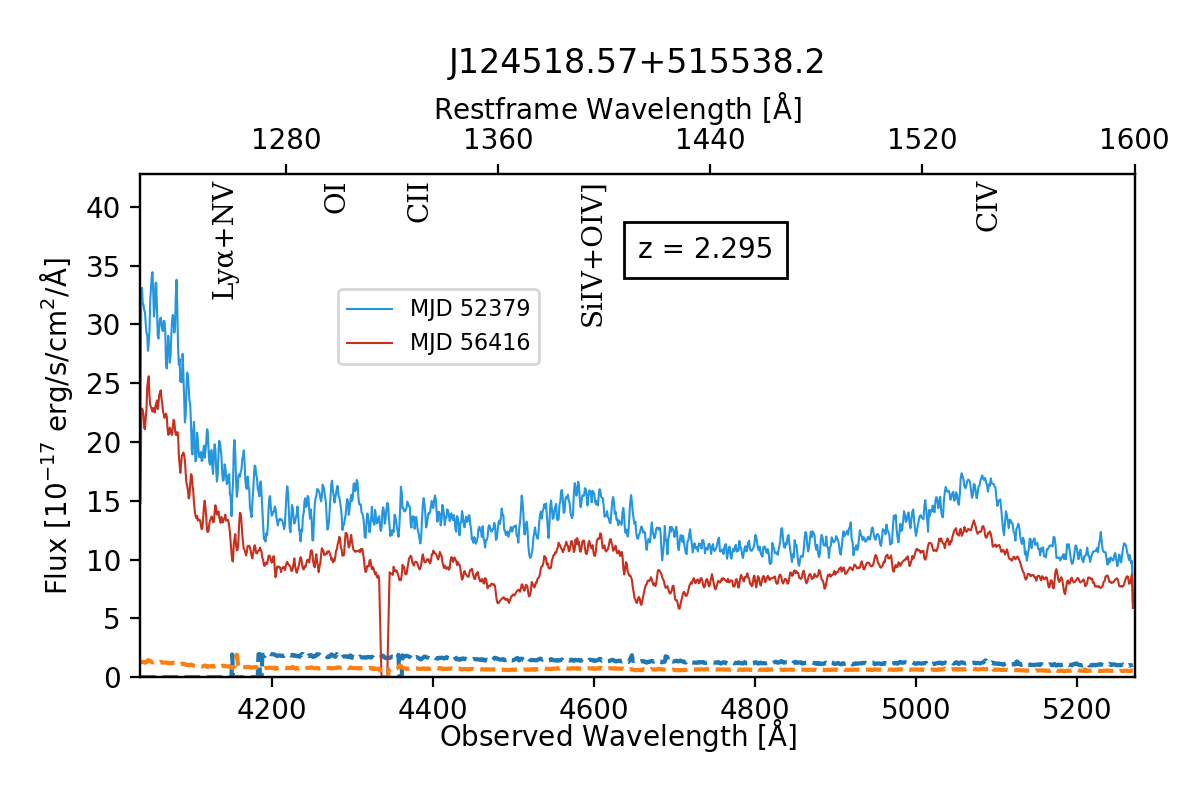 J124518.57+515538.2
Restframe Wavelength [Å]
1280 1360 1440 1520 1600
Lyα+NV
OI
CII
SiIV+OIV]
CIV
z = 2.295
MJD 52379
MJD 56416
Flux [10⁻¹⁷ erg/s/cm²/Å]
40
35
30
25
20
15
10
5
0
4200 4400 4600 4800 5000 5200
Observed Wavelength [Å]